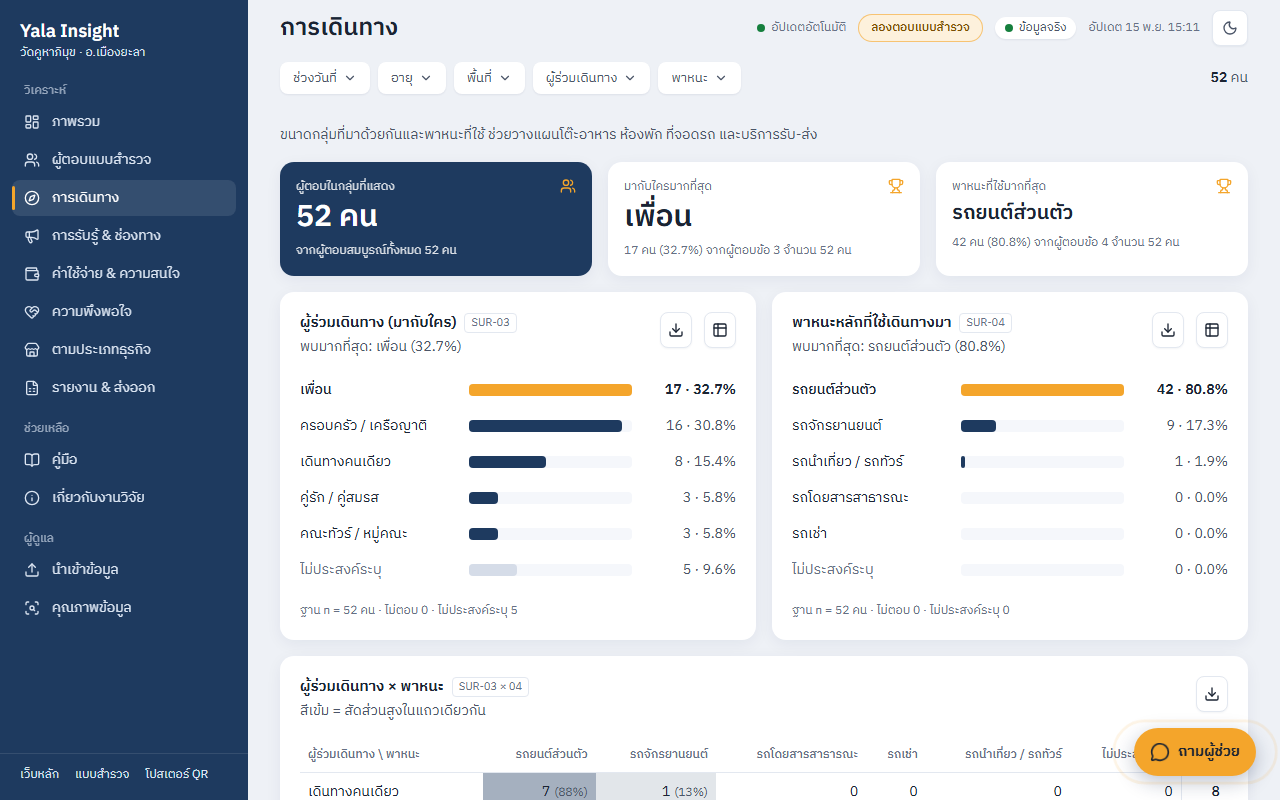 Yala Insight
วัดคูหาภิมุข · อ.เมืองยะลา
วิเคราะห์
ภาพรวม
ผู้ตอบแบบสำรวจ
การเดินทาง
การรับรู้ & ช่องทาง
ค่าใช้จ่าย & ความสนใจ
ความพึงพอใจ
ตามประเภทธุรกิจ
รายงาน & ส่งออก
ช่วยเหลือ
คู่มือ
เกี่ยวกับงานวิจัย
ผู้ดูแล
นำเข้าข้อมูล
คุณภาพข้อมูล
เว็บหลัก แบบสำรวจ โปสเตอร์ QR
การเดินทาง
อัปเดตอัตโนมัติ ลองตอบแบบสำรวจ ข้อมูลจริง อัปเดต 15 พ.ย. 15:11
ช่วงวันที่ อายุ พื้นที่ ผู้ร่วมเดินทาง พาหนะ 52 คน
ขนาดกลุ่มที่มาด้วยกันและพาหนะที่ใช้ ช่วยวางแผนโต๊ะอาหาร ห้องพัก ที่จอดรถ และบริการรับ-ส่ง
ผู้ตอบในกลุ่มที่แสดง
52 คน
จากผู้ตอบสมบูรณ์ทั้งหมด 52 คน
มากับใครมากที่สุด
เพื่อน
17 คน (32.7%) จากผู้ตอบข้อ 3 จำนวน 52 คน
พาหนะที่ใช้มากที่สุด
รถยนต์ส่วนตัว
42 คน (80.8%) จากผู้ตอบข้อ 4 จำนวน 52 คน
ผู้ร่วมเดินทาง (มากับใคร) SUR-03
พบมากที่สุด: เพื่อน (32.7%)
เพื่อน 17 · 32.7%
ครอบครัว / เครือญาติ 16 · 30.8%
เดินทางคนเดียว 8 · 15.4%
คู่รัก / คู่สมรส 3 · 5.8%
คณะทัวร์ / หมู่คณะ 3 · 5.8%
ไม่ประสงค์ระบุ 5 · 9.6%
ฐาน n = 52 คน · ไม่ตอบ 0 · ไม่ประสงค์ระบุ 5
พาหนะหลักที่ใช้เดินทางมา SUR-04
พบมากที่สุด: รถยนต์ส่วนตัว (80.8%)
รถยนต์ส่วนตัว 42 · 80.8%
รถจักรยานยนต์ 9 · 17.3%
รถนำเที่ยว / รถทัวร์ 1 · 1.9%
รถโดยสารสาธารณะ 0 · 0.0%
รถเช่า 0 · 0.0%
ไม่ประสงค์ระบุ 0 · 0.0%
ฐาน n = 52 คน · ไม่ตอบ 0 · ไม่ประสงค์ระบุ 0
ผู้ร่วมเดินทาง × พาหนะ SUR-03 × 04
สีเข้ม = สัดส่วนสูงในแถวเดียวกัน
ผู้ร่วมเดินทาง \ พาหนะ รถยนต์ส่วนตัว รถจักรยานยนต์ รถโดยสารสาธารณะ รถเช่า รถนำเที่ยว / รถทัวร์
เดินทางคนเดียว 7 (88%) 1 (13%) 0 0 0 0 8
ถามผู้ช่วย